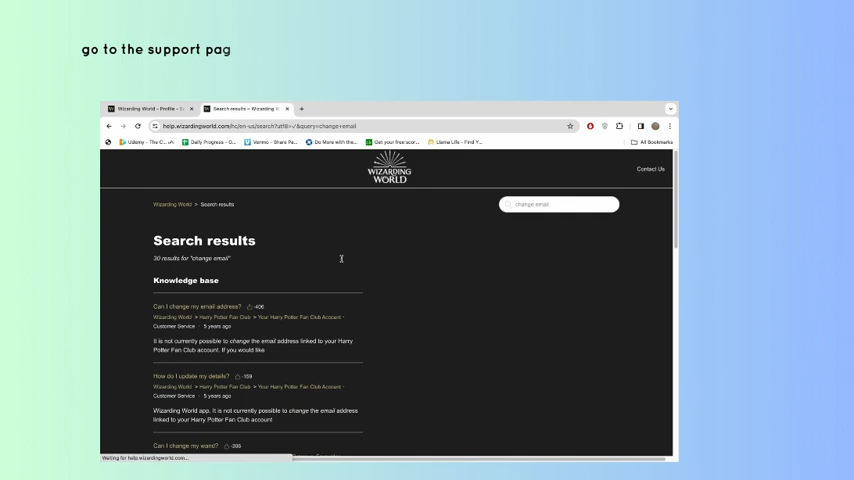 go to the support pag
Wizarding World - Profile - S
Search results – Wizarding W
help.wizardingworld.com/hc/en-us/search?utf8=✓&query=change+email
Udemy - The C...
Daily Progress - G...
Venmo - Share Pa...
Do More with the...
Get your free scor...
Llama Life - Find Y...
All Bookmarks
WIZARDING
WORLD
Contact Us
Wizarding World > Search results
change email
Search results
30 results for "change email"
Knowledge base
Can I change my email address? -406
Wizarding World > Harry Potter Fan Club > Your Harry Potter Fan Club Account ·
Customer Service · 5 years ago
It is not currently possible to change the email address linked to your Harry
Potter Fan Club account. If you would like
How do I update my details? -159
Wizarding World > Harry Potter Fan Club > Your Harry Potter Fan Club Account ·
Customer Service · 5 years ago
Wizarding World app. It is not currently possible to change the email address
linked to your Harry Potter Fan Club account
Can I change my wand?
Waiting for help.wizardingworld.com...